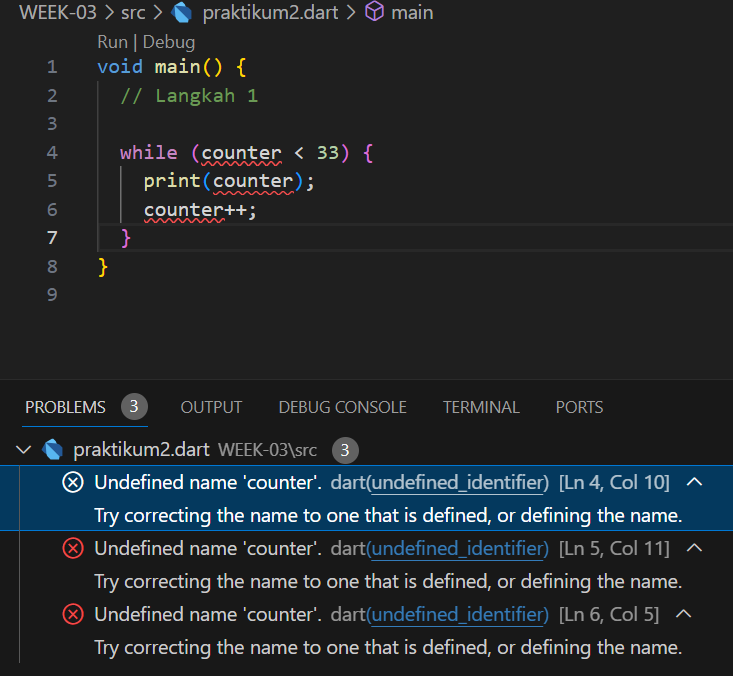 WEEK-03 > src > praktikum2.dart > main
Run | Debug
1 void main() {
2 // Langkah 1
3
4 while (counter < 33) {
5 print(counter);
6 counter++;
7 }
8 }
9
PROBLEMS 3 OUTPUT DEBUG CONSOLE TERMINAL PORTS
praktikum2.dart WEEK-03\src 3
Undefined name 'counter'. dart(undefined_identifier) [Ln 4, Col 10]
Try correcting the name to one that is defined, or defining the name.
Undefined name 'counter'. dart(undefined_identifier) [Ln 5, Col 11]
Try correcting the name to one that is defined, or defining the name.
Undefined name 'counter'. dart(undefined_identifier) [Ln 6, Col 5]
Try correcting the name to one that is defined, or defining the name.